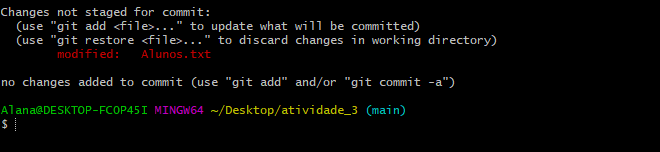 Changes not staged for commit:
  (use "git add <file>..." to update what will be committed)
  (use "git restore <file>..." to discard changes in working directory)
        modified:   Alunos.txt

no changes added to commit (use "git add" and/or "git commit -a")

Alana@DESKTOP-FCOP45I MINGW64 ~/Desktop/atividade_3 (main)
$